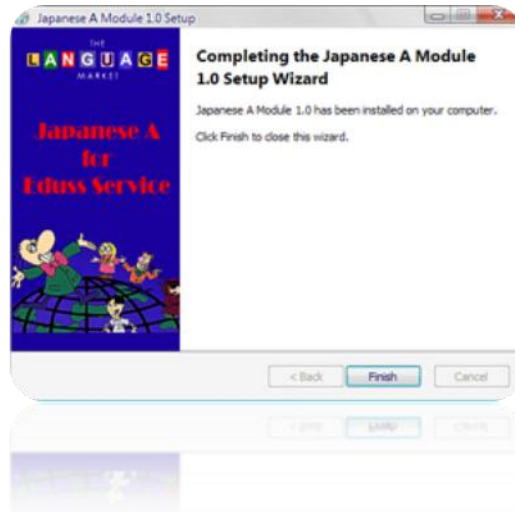 Japanese A Module 1.0 Setup
THE
LANGUAGE
MARKET
Japanese A
for
Eduss Service
Completing the Japanese A Module
1.0 Setup Wizard
Japanese A Module 1.0 has been installed on your computer.
Click Finish to close this wizard.
< Back
Finish
Cancel